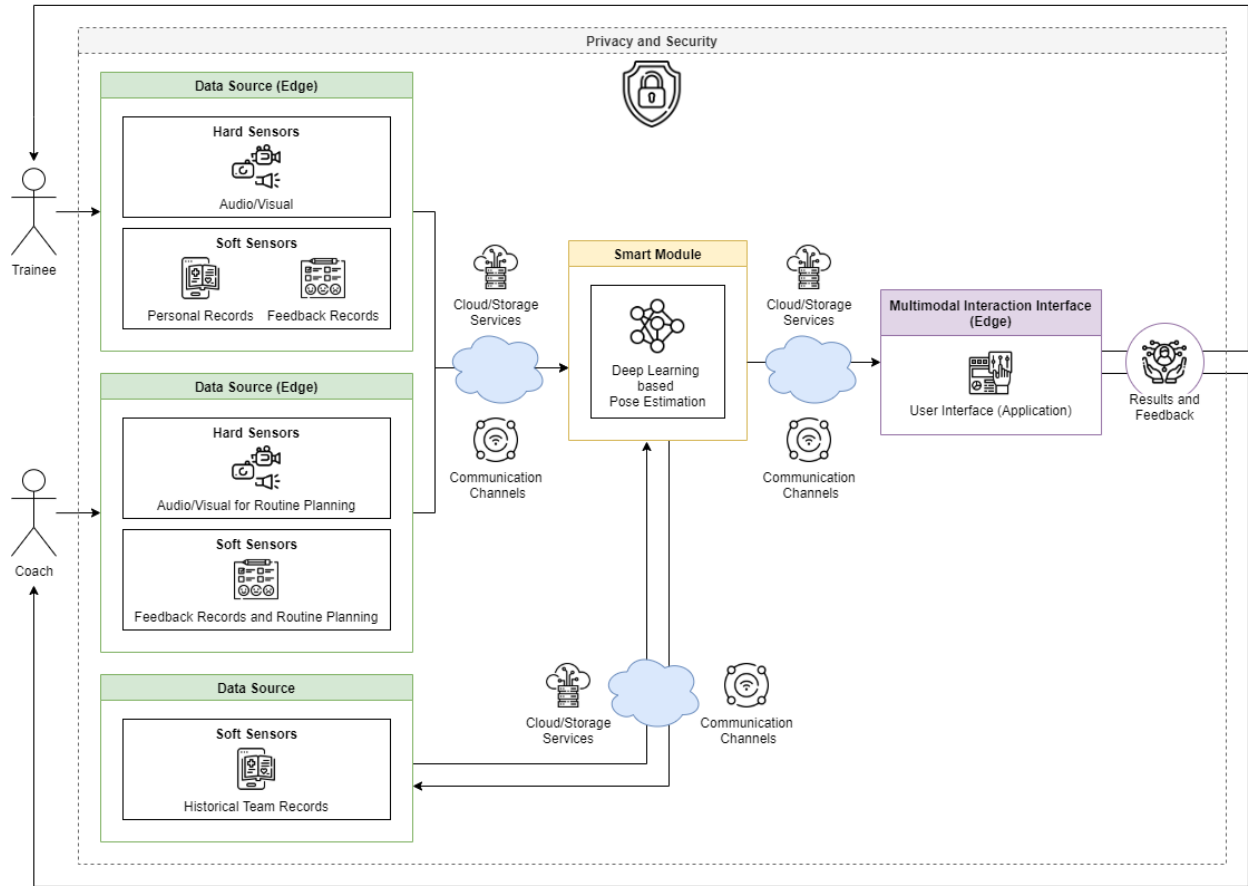 Privacy and Security
Data Source (Edge)
Hard Sensors
Audio/Visual
Soft Sensors
Personal Records
Feedback Records
Trainee
Data Source (Edge)
Hard Sensors
Audio/Visual for Routine Planning
Soft Sensors
Feedback Records and Routine Planning
Coach
Data Source
Soft Sensors
Historical Team Records
Cloud/Storage
Services
Communication
Channels
Smart Module
Deep Learning
based
Pose Estimation
Cloud/Storage
Services
Communication
Channels
Cloud/Storage
Services
Communication
Channels
Multimodal Interaction Interface
(Edge)
User Interface (Application)
Results and
Feedback